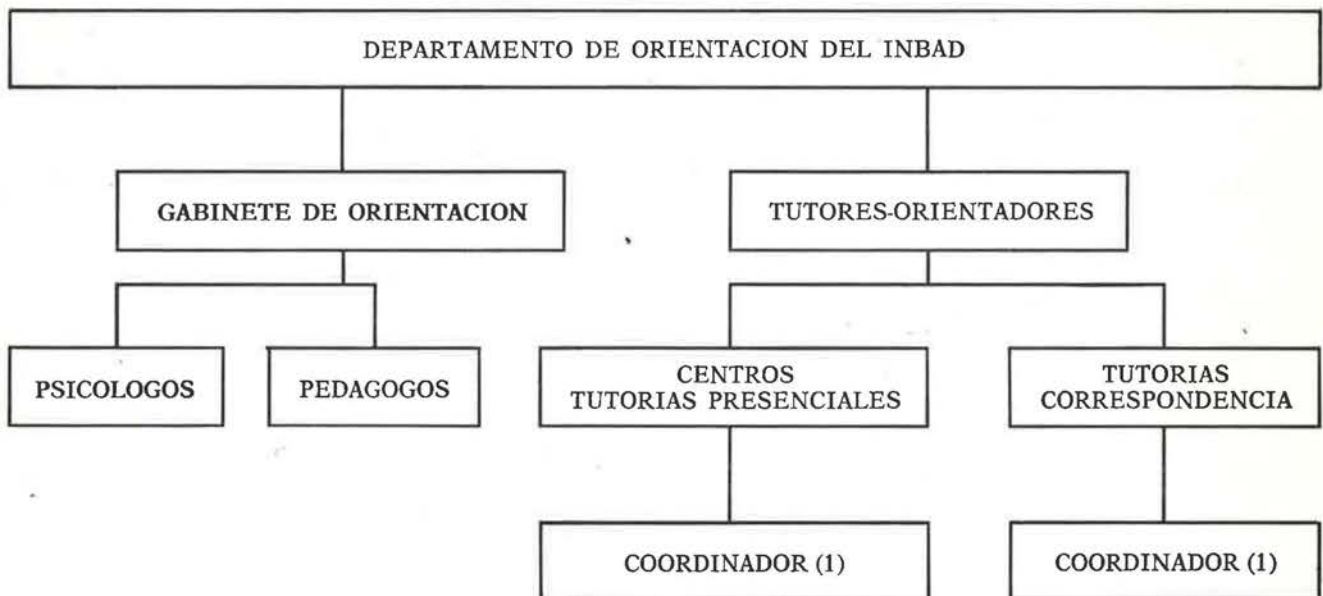 DEPARTAMENTO DE ORIENTACION DEL INBAD
GABINETE DE ORIENTACION
TUTORES-ORIENTADORES
PSICOLOGOS
PEDAGOGOS
CENTROS
TUTORIAS PRESENCIALES
TUTORIAS
CORRESPONDENCIA
COORDINADOR (1)
COORDINADOR (1)